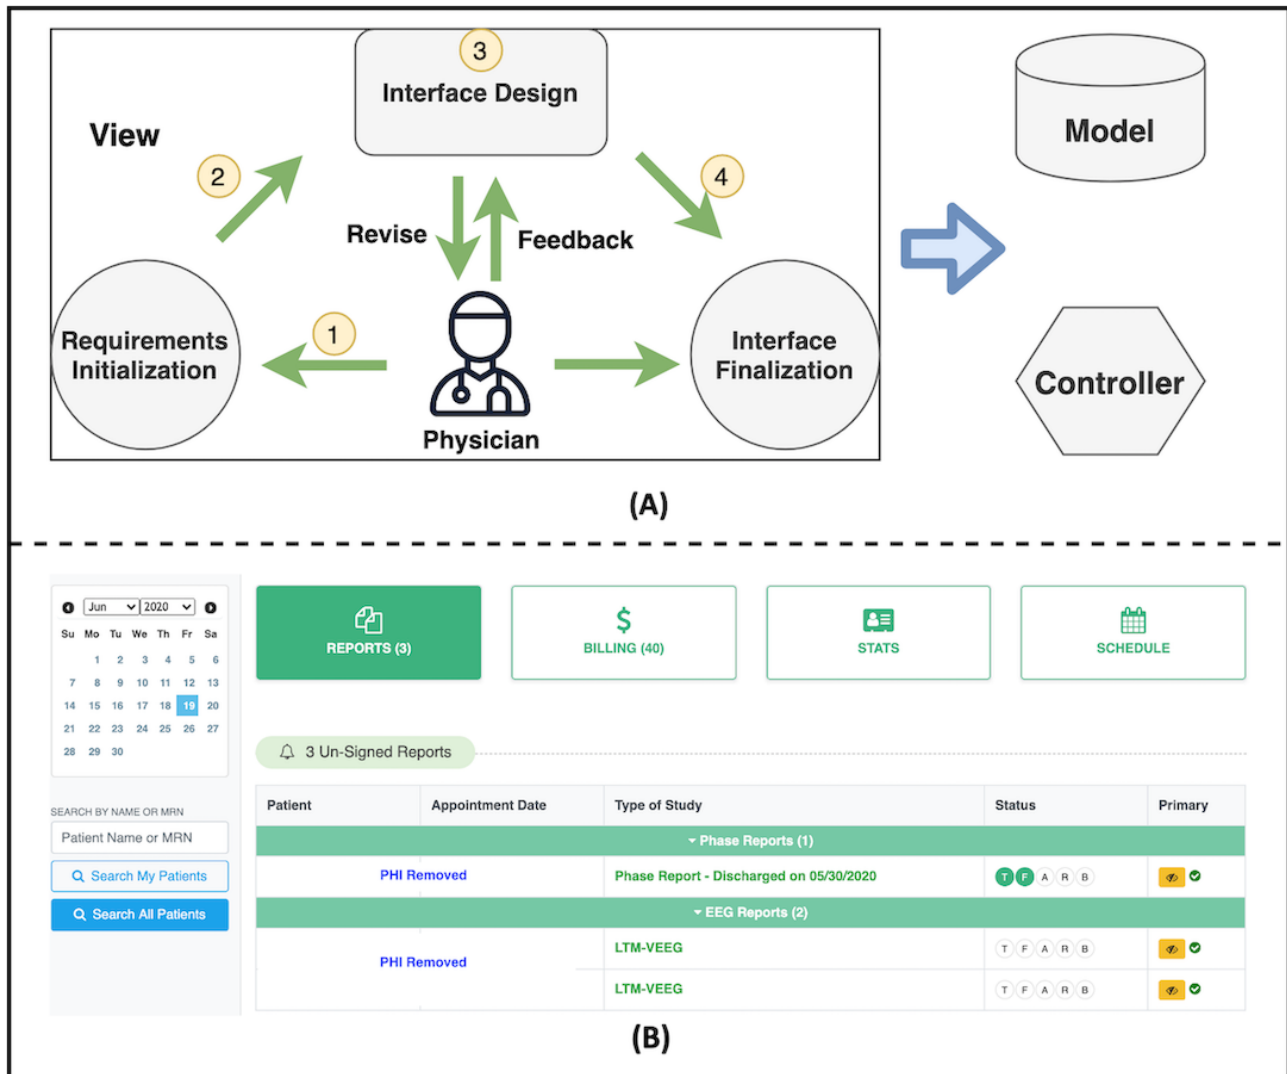 3
Interface Design
View
2
4
Model
Revise
Feedback
1
Requirements
Initialization
Interface
Finalization
Controller
Physician
(A)
Jun 2020
Su Mo Tu We Th Fr Sa
1 2 3 4 5 6
7 8 9 10 11 12 13
14 15 16 17 18 19 20
21 22 23 24 25 26 27
28 29 30
REPORTS (3)
BILLING (40)
STATS
SCHEDULE
3 Un-Signed Reports
SEARCH BY NAME OR MRN
Patient Name or MRN
Search My Patients
Search All Patients
Patient Appointment Date Type of Study Status Primary
Phase Reports (1)
PHI Removed Phase Report - Discharged on 05/30/2020 T F A R B
EEG Reports (2)
LTM-VEEG T F A R B
PHI Removed
LTM-VEEG T F A R B
(B)